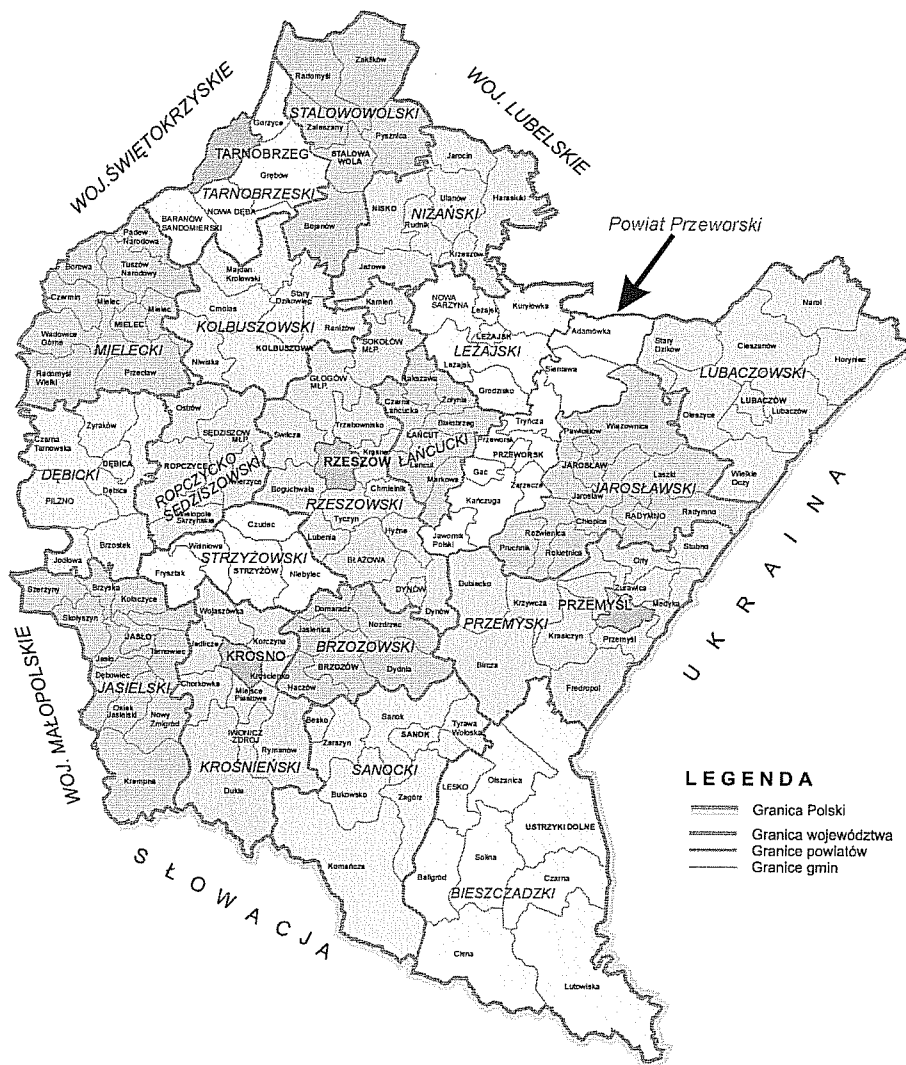 Zaklików
Radomyśl
STALOWOWOLSKI
WOJ. ŚWIĘTOKRZYSKIE
WOJ. LUBELSKIE
Gorzyce
Zaleszany
Pysznica
TARNOBRZEG
STALOWA
WOLA
Jarocin
Grębów
TARNOBRZESKI
NISKO
Ulanów
Harasiuki
NIŻAŃSKI
NOWA DĘBA
BARANÓW
SANDOMIERSKI
Bojanów
Rudnik
Powiat Przeworski
Padew
Narodowa
Krzeszów
Borowa
Tuszów
Narodowy
Majdan
Królewski
Jeżowe
Czermin
Mielec
Mielec
Cmolas
Stary
Dzikowiec
Kamień
NOWA
SARZYNA
Leżajsk
Kuryłówka
Narol
Wadowice
Górne
MIELEC
KOLBUSZOWSKI
Raniżów
LEŻAJSK
Adamówka
MIELECKI
KOLBUSZOWA
SOKOŁÓW
MŁP.
LEŻAJSKI
Stary
Dzików
Cieszanów
Horyniec
Radomyśl
Wielki
Przecław
Niwiska
Leżajsk
Sieniawa
LUBACZOWSKI
GŁOGÓW
MŁP.
Rakszawa
Grodzisko
Ostrów
Czarna
Łańcucka
Żołynia
Oleszyce
LUBACZÓW
Lubaczów
Żyraków
SĘDZISZÓW
MŁP.
Trzebownisko
Tryńcza
Pawłosiów
Wiązownica
Czarna
Tarnowska
Świlcza
ŁAŃCUT
Białobrzegi
Przeworsk
Krasne
PRZEWORSK
DĘBICKI
DĘBICA
ROPCZYCE
RZESZÓW
ŁAŃCUCKI
JAROSŁAW
Laszki
Wielkie
Oczy
ROPCZYCKO
SĘDZISZOWSKI
Łańcut
Gać
Zarzecze
JAROSŁAWSKI
PILZNO
Dębica
Boguchwała
Chmielnik
Markowa
Kańczuga
Jarosław
RZESZOWSKI
Wielopole
Skrzyńskie
Tyczyn
Chłopice
RADYMNO
Radymno
Czudec
Lubenia
Hyżne
Jawornik
Polski
Roźwienica
Brzostek
Wiśniowa
Pruchnik
Rokietnica
Stubno
Jodłowa
STRZYŻOWSKI
BŁAŻOWA
Orły
Frysztak
STRZYŻÓW
Niebylec
DYNÓW
Dynów
Dubiecko
Żurawica
Szerzyny
Brzyska
Kołaczyce
Wojaszówka
Domaradz
Nozdrzec
Krzywcza
PRZEMYŚL
Medyka
Skołyszyn
Jasienica
PRZEMYSKI
JASŁO
Jedlicze
Korczyna
BRZOZOWSKI
Krasiczyn
Przemyśl
Jasło
Tarnowiec
KROSNO
BRZOZÓW
Dydnia
Bircza
Dębowiec
JASIELSKI
Chorkówka
Krościenko
Haczów
Fredropol
Miejsce
Piastowe
Osiek
Jasielski
Nowy
Żmigród
IWONICZ
ZDRÓJ
Besko
Sanok
Tyrawa
Wołoska
WOJ. MAŁOPOLSKIE
Rymanów
Zarszyn
SANOK
KROŚNIEŃSKI
SANOCKI
Krempna
Dukla
Bukowsko
Zagórz
LESKO
Olszanica
USTRZYKI DOLNE
Komańcza
Baligród
Solina
Czarna
BIESZCZADZKI
Cisna
Lutowiska
UKRAINA
SŁOWACJA
LEGENDA
Granica Polski
Granica województwa
Granice powiatów
Granice gmin